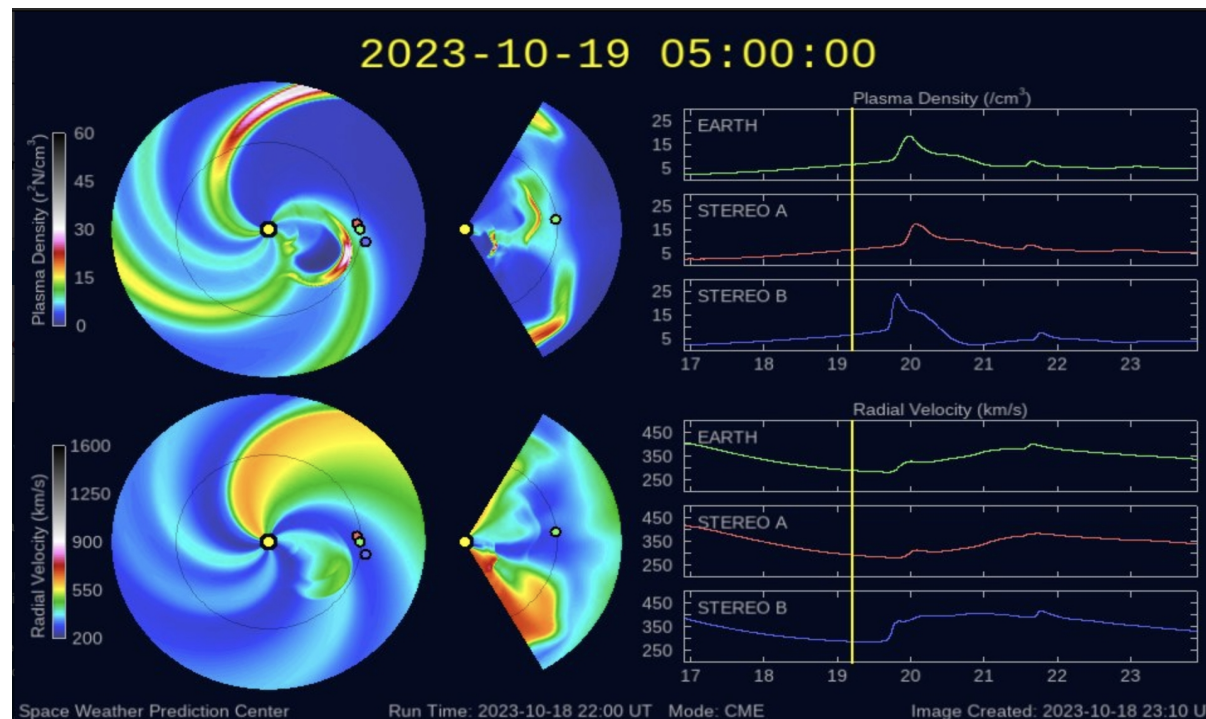 2023-10-19 05:00:00
Plasma Density (r²N/cm³)
60
45
30
15
0
Plasma Density (/cm³)
25
15
5
EARTH
25
15
5
STEREO A
25
15
5
STEREO B
17 18 19 20 21 22 23
Radial Velocity (km/s)
1600
1250
900
550
200
Radial Velocity (km/s)
450
350
250
EARTH
450
350
250
STEREO A
450
350
250
STEREO B
17 18 19 20 21 22 23
Space Weather Prediction Center Run Time: 2023-10-18 22:00 UT Mode: CME Image Created: 2023-10-18 23:10 U